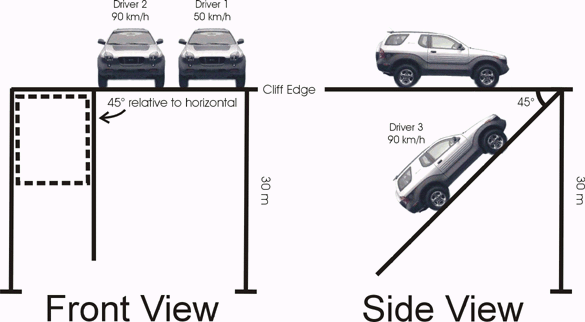 Driver 2
90 km/h
Driver 1
50 km/h
Cliff Edge
45° relative to horizontal
45°
Driver 3
90 km/h
30 m
30 m
Front View
Side View